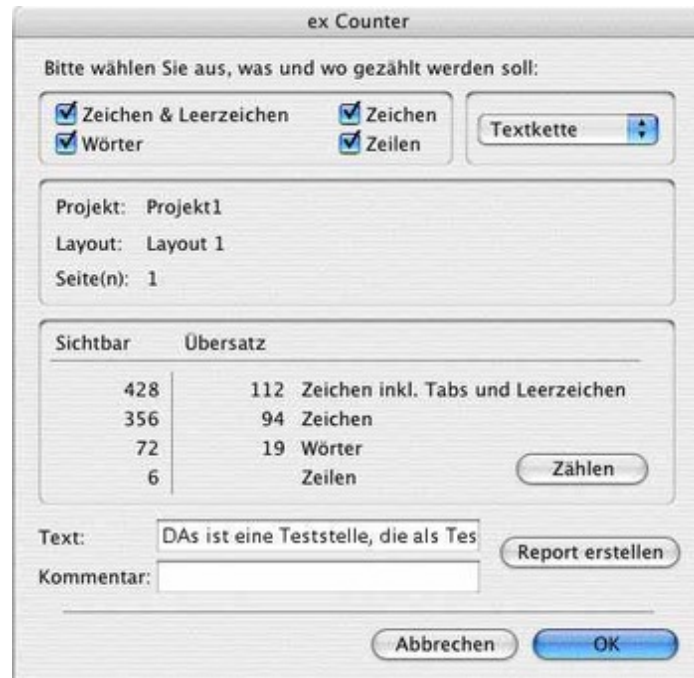 ex Counter
Bitte wählen Sie aus, was und wo gezählt werden soll:
Zeichen & Leerzeichen Zeichen Textkette
Wörter Zeilen
Projekt: Projekt1
Layout: Layout 1
Seite(n): 1
Sichtbar Übersatz
428 112 Zeichen inkl. Tabs und Leerzeichen
356 94 Zeichen
72 19 Wörter
6 Zeilen Zählen
Text: DAs ist eine Teststelle, die als Tes
Report erstellen
Kommentar:
Abbrechen OK